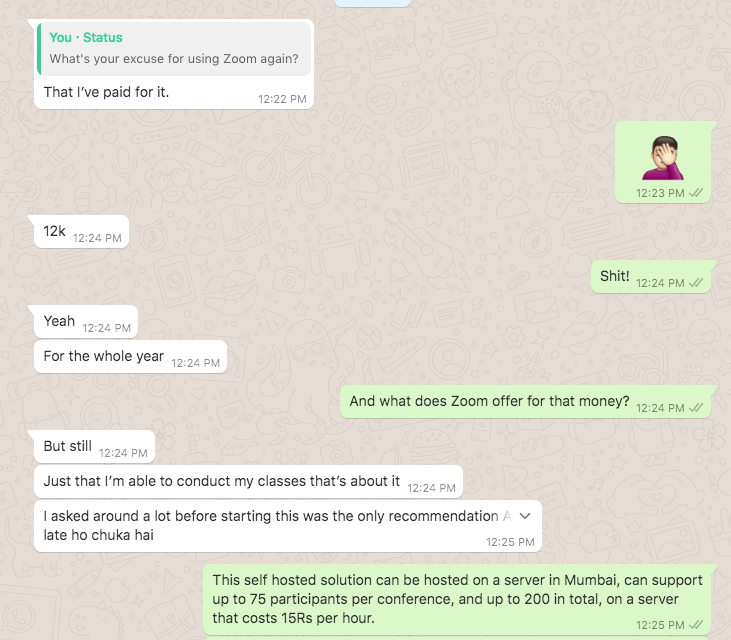 You · Status
What's your excuse for using Zoom again?
That I've paid for it.
12:22 PM
12:23 PM
12k 12:24 PM
Shit! 12:24 PM
Yeah 12:24 PM
For the whole year 12:24 PM
And what does Zoom offer for that money? 12:24 PM
But still 12:24 PM
Just that I'm able to conduct my classes that's about it 12:24 PM
I asked around a lot before starting this was the only recommendation A
late ho chuka hai
12:25 PM
This self hosted solution can be hosted on a server in Mumbai, can support
up to 75 participants per conference, and up to 200 in total, on a server
that costs 15Rs per hour.
12:25 PM